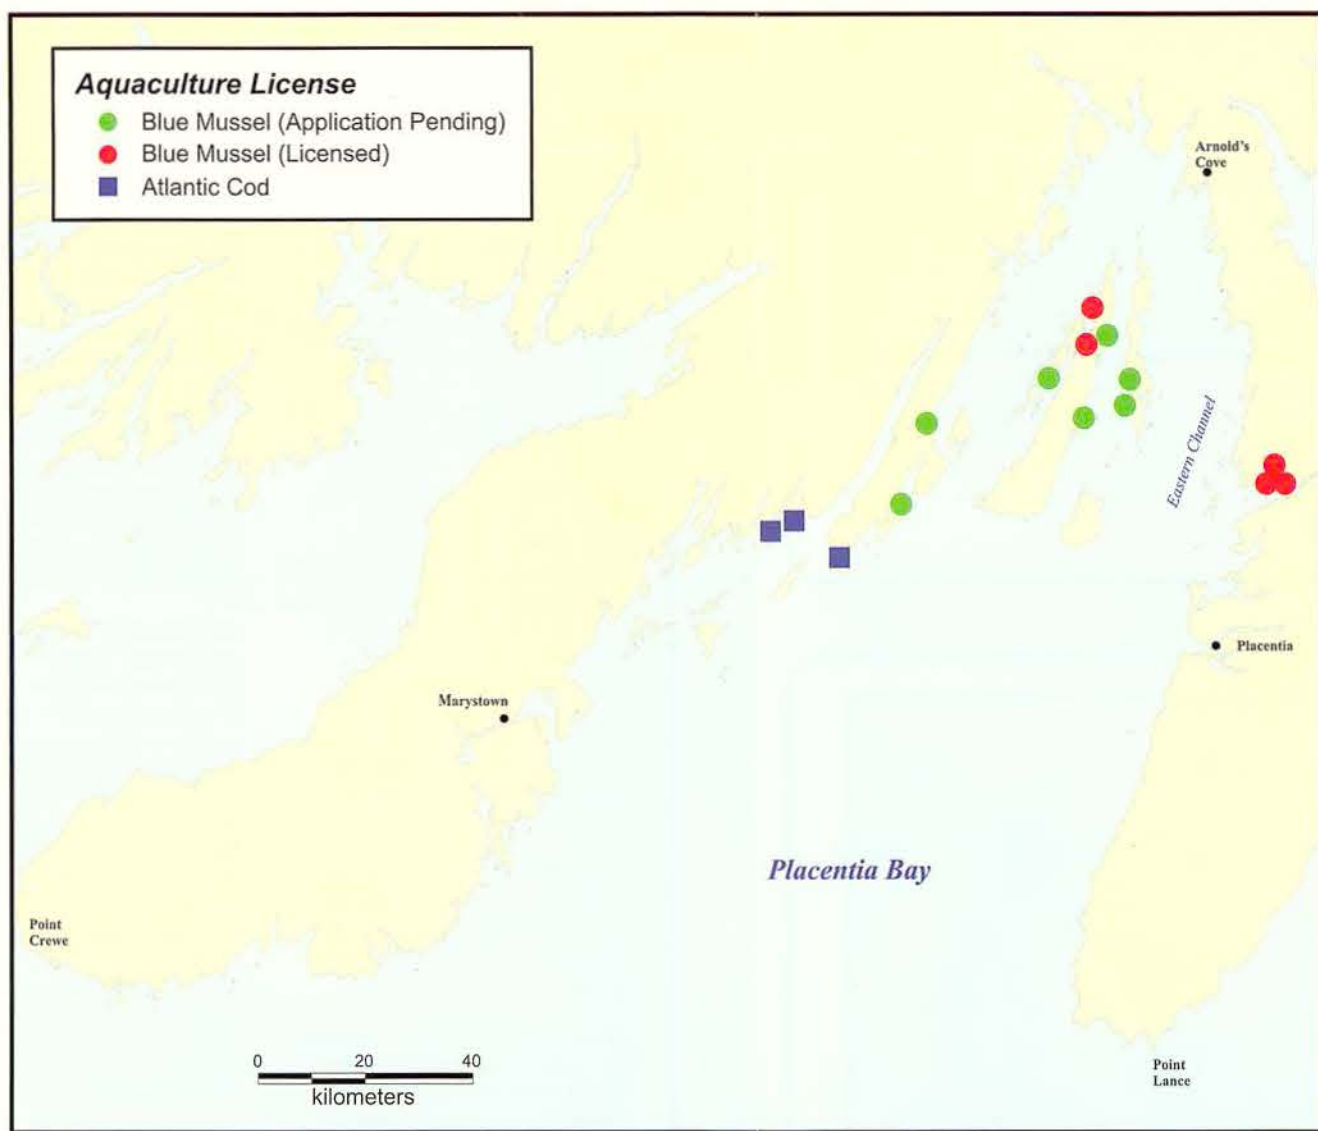 Aquaculture License
Blue Mussel (Application Pending)
Blue Mussel (Licensed)
Atlantic Cod
Arnold's
Cove
Eastern Channel
Placentia
Marystown
Placentia Bay
Point
Crewe
Point
Lance
0 20 40
kilometers